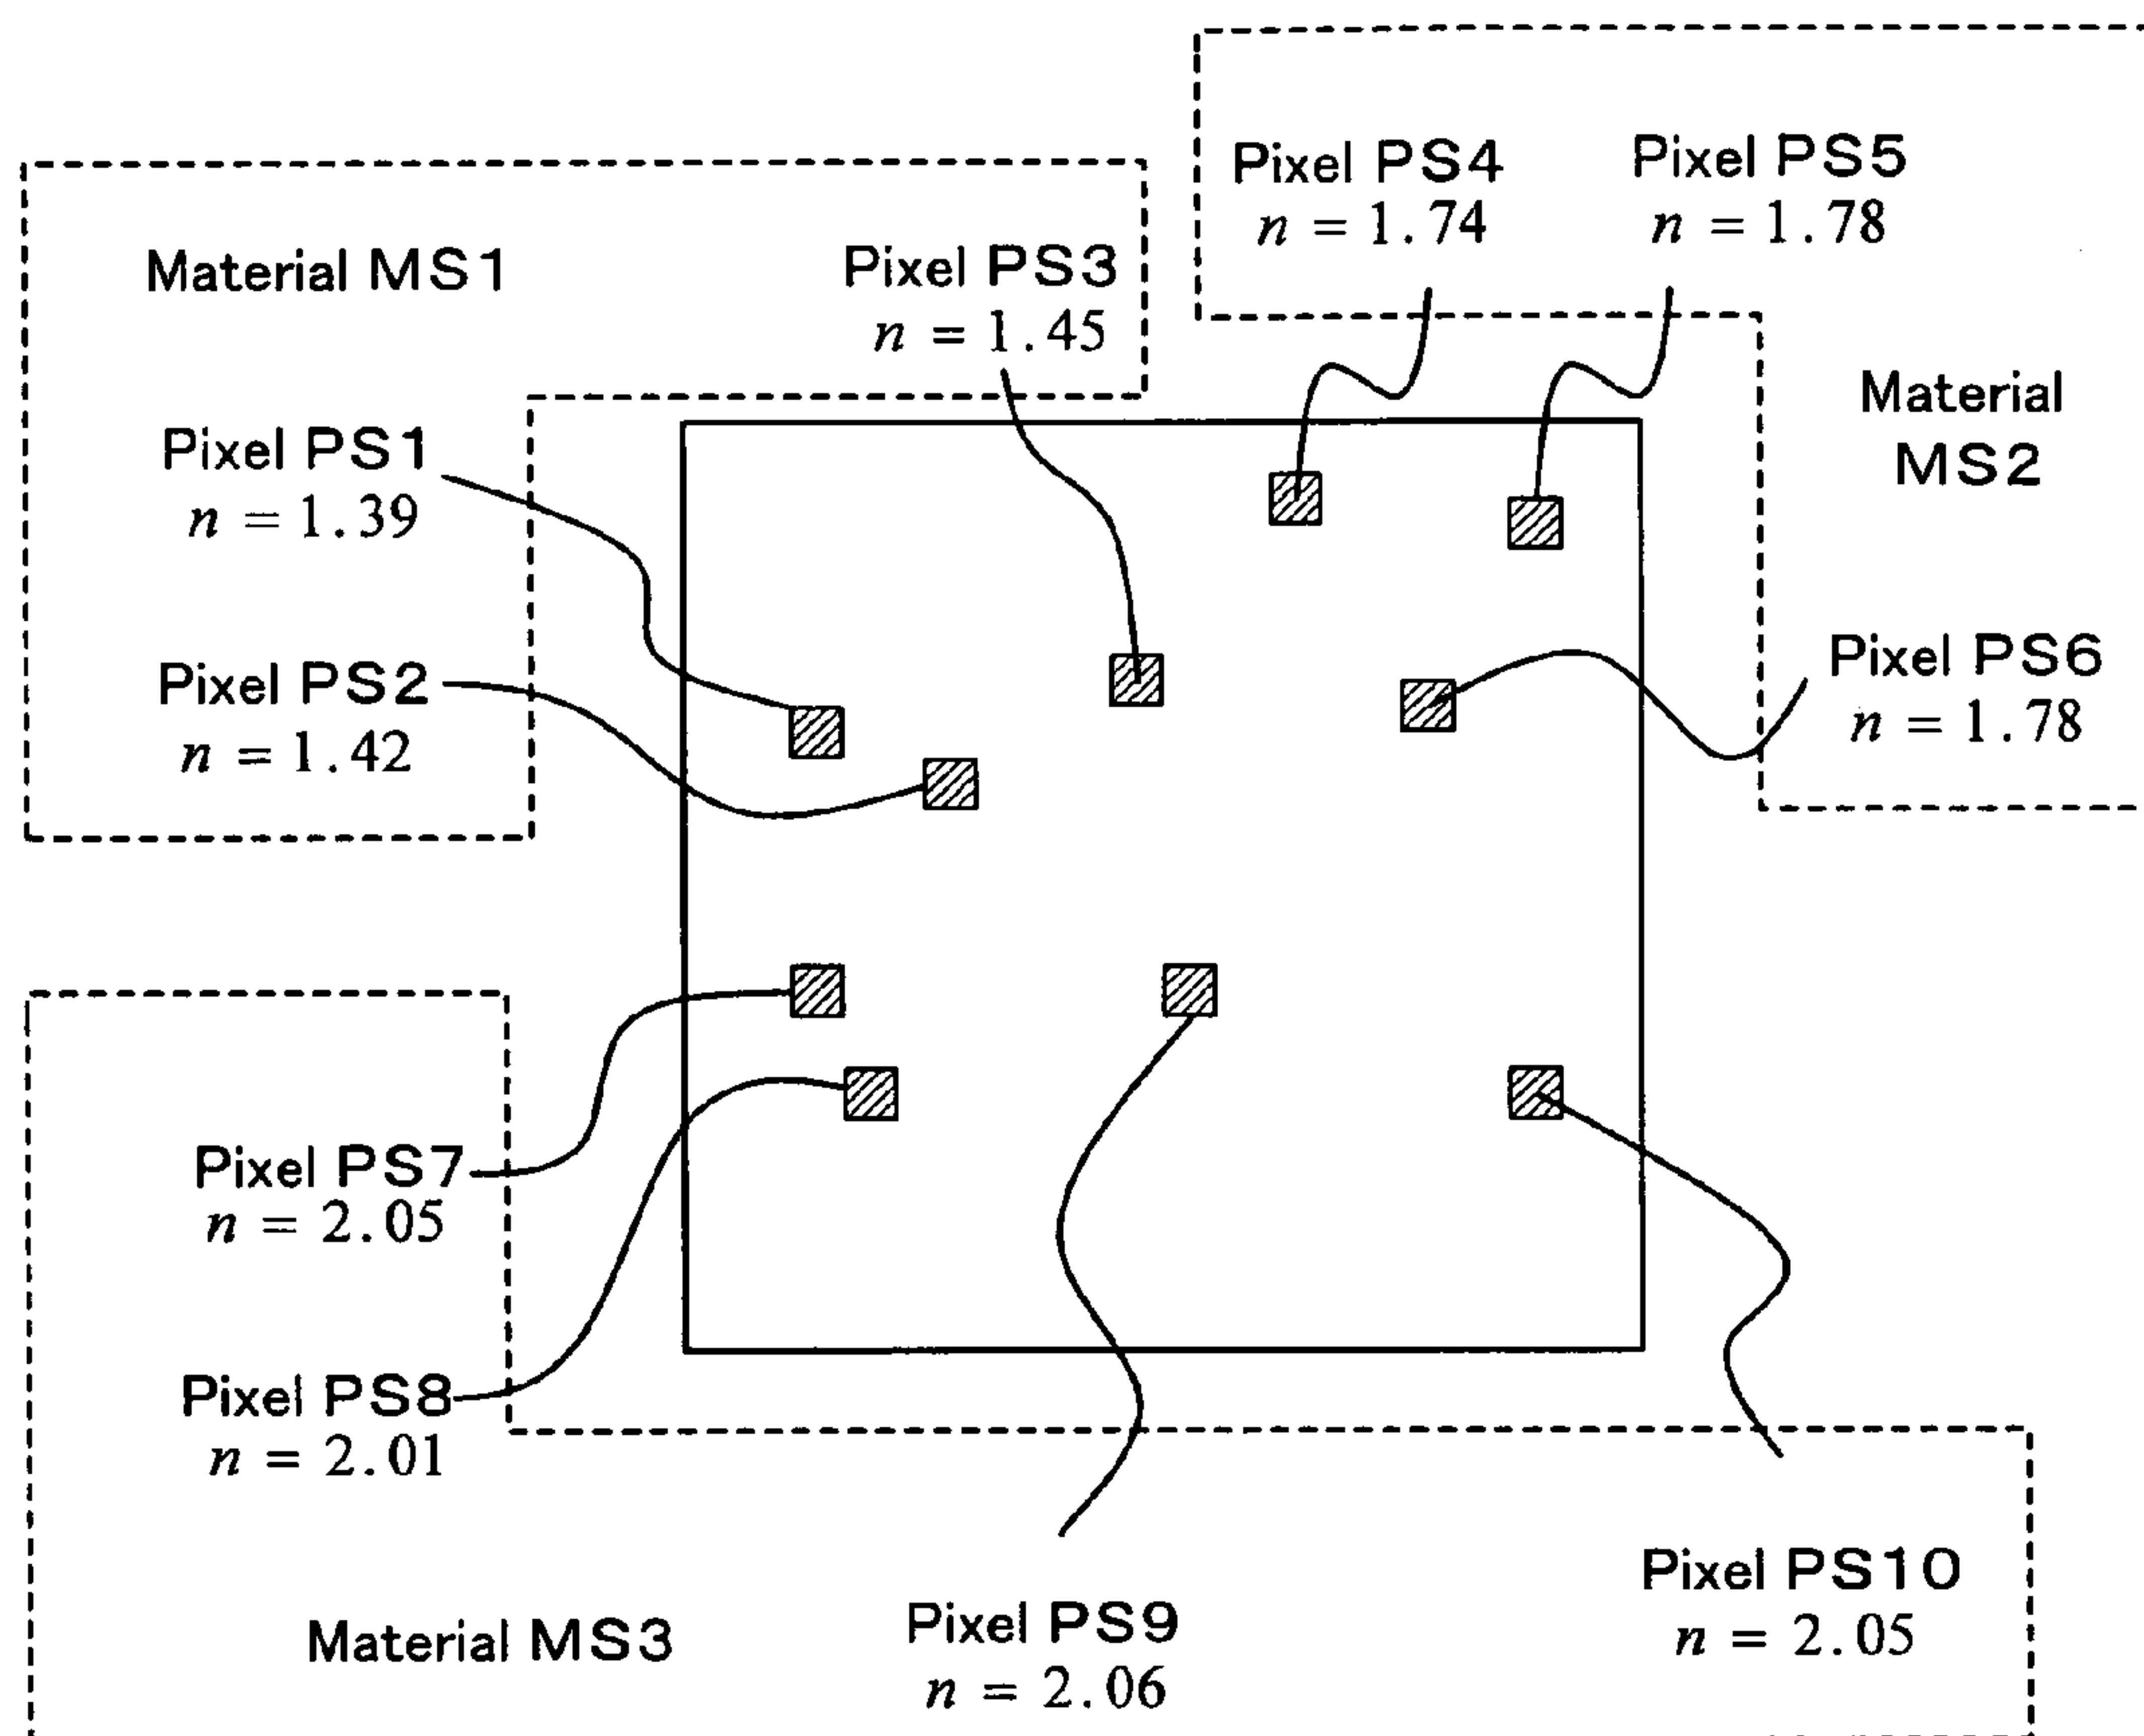 Pixel PS4
n = 1.74
Pixel PS5
n = 1.78
Material MS1
Pixel PS3
n = 1.45
Material
MS2
Pixel PS1
n = 1.39
Pixel PS2
n = 1.42
Pixel PS6
n = 1.78
Pixel PS7
n = 2.05
Pixel PS8
n = 2.01
Material MS3
Pixel PS9
n = 2.06
Pixel PS10
n = 2.05